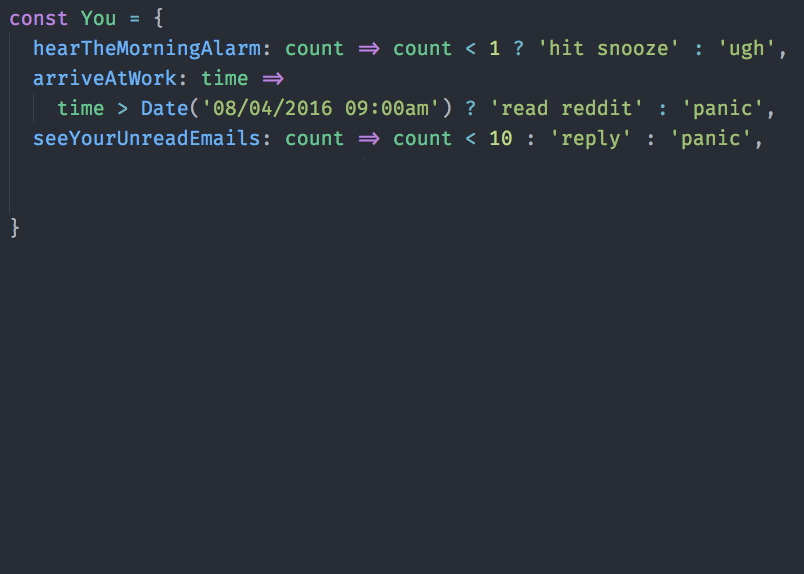 const You = {
  hearTheMorningAlarm: count => count < 1 ? 'hit snooze' : 'ugh',
  arriveAtWork: time =>
    time > Date('08/04/2016 09:00am') ? 'read reddit' : 'panic',
  seeYourUnreadEmails: count => count < 10 : 'reply' : 'panic',
}